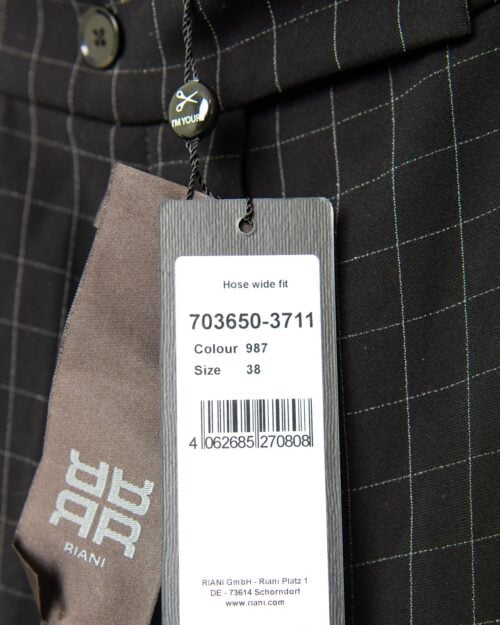 I'M YOUR
Hose wide fit
703650-3711
Colour 987
Size 38
4 062685 270808
RIANI
RIANI GmbH - Riani Platz 1
DE - 73614 Schorndorf
www.riani.com